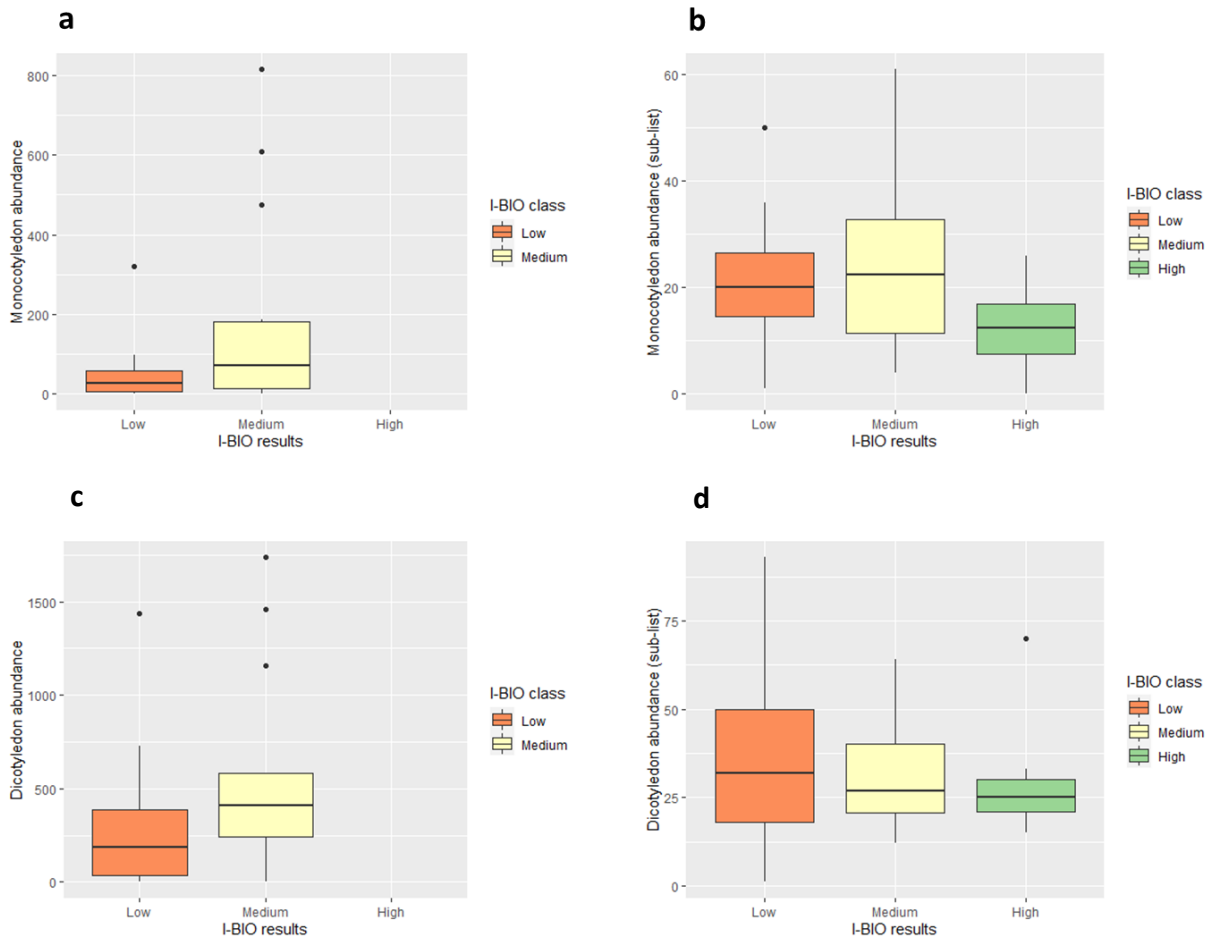 a
Monocotyledon abundance
800
600
400
200
0
Low
Medium
High
I-BIO results
I-BIO class
Low
Medium
b
Monocotyledon abundance (sub-list)
60
40
20
0
Low
Medium
High
I-BIO results
I-BIO class
Low
Medium
High
c
Dicotyledon abundance
1500
1000
500
0
Low
Medium
High
I-BIO results
I-BIO class
Low
Medium
d
Dicotyledon abundance (sub-list)
75
50
25
0
Low
Medium
High
I-BIO results
I-BIO class
Low
Medium
High